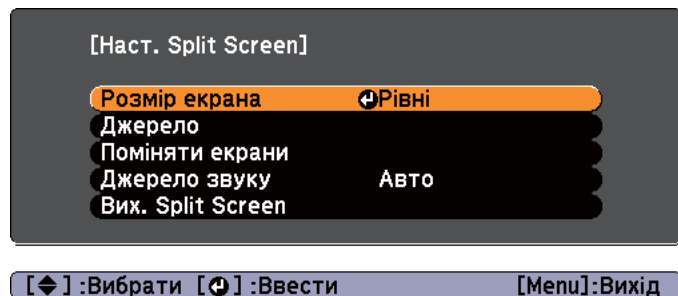 [Наст. Split Screen]
Розмір екрана Рівні
Джерело
Поміняти екрани
Джерело звуку Авто
Вих. Split Screen
[◆] :Вибрати [↵] :Ввести [Menu]:Вихід